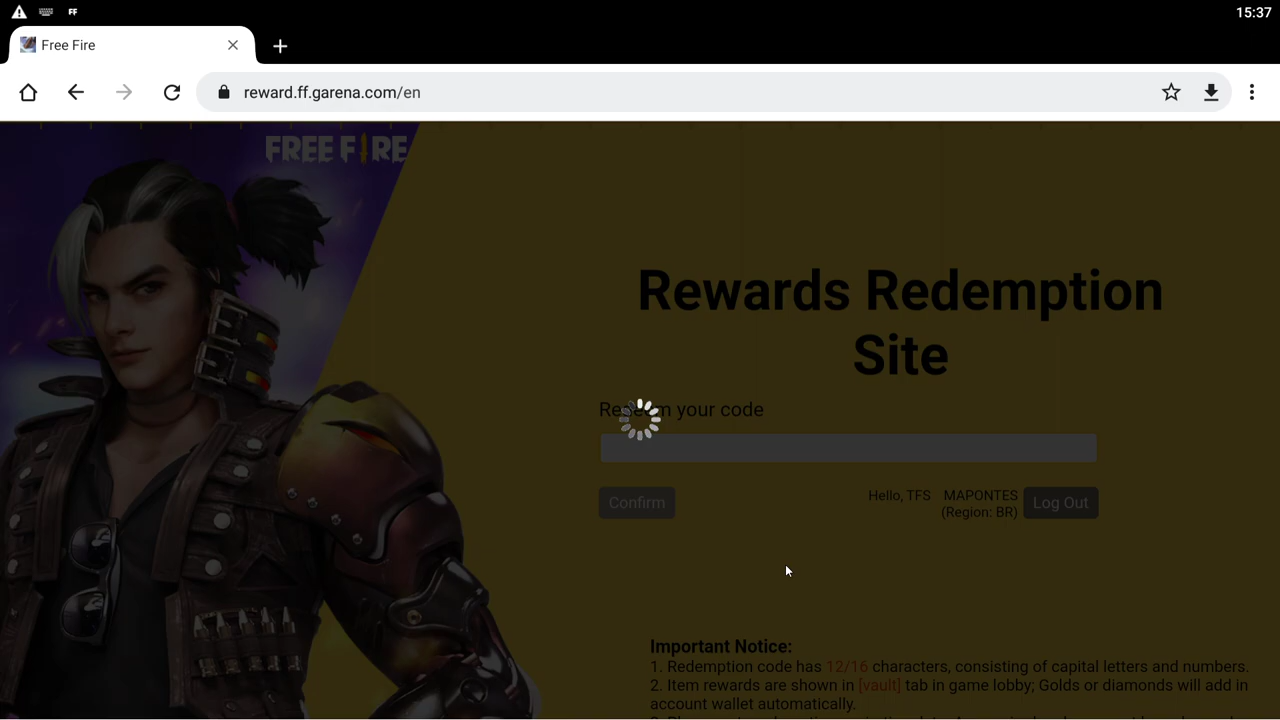 FF
15:37
Free Fire
reward.ff.garena.com/en
FREE FIRE
Rewards Redemption
Site
Redeem your code
Confirm
Hello, TFS MAPONTES
(Region: BR)
Log Out
Important Notice:
1. Redemption code has 12/16 characters, consisting of capital letters and numbers.
2. Item rewards are shown in [vault] tab in game lobby; Golds or diamonds will add in
account wallet automatically.